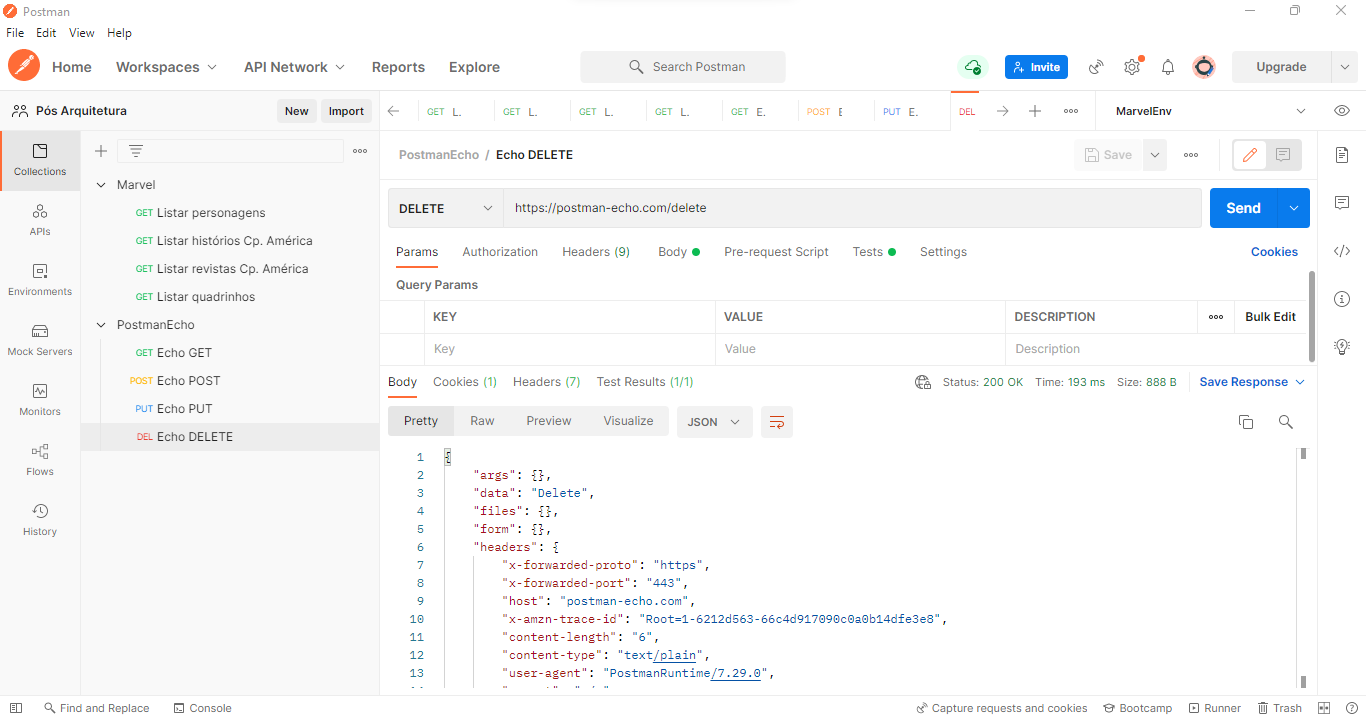 Postman
File Edit View Help
Home Workspaces API Network Reports Explore Search Postman Invite Upgrade
Pós Arquitetura New Import GET L. GET L. GET L. GET L. GET E. POST E PUT E. DEL MarvelEnv
Collections
APIs
Environments
Mock Servers
Monitors
Flows
History
Marvel
GET Listar personagens
GET Listar histórios Cp. América
GET Listar revistas Cp. América
GET Listar quadrinhos
PostmanEcho
GET Echo GET
POST Echo POST
PUT Echo PUT
DEL Echo DELETE
PostmanEcho / Echo DELETE Save
DELETE https://postman-echo.com/delete Send
Params Authorization Headers (9) Body Pre-request Script Tests Settings Cookies
Query Params
KEY VALUE DESCRIPTION Bulk Edit
Key Value Description
Body Cookies (1) Headers (7) Test Results (1/1) Status: 200 OK Time: 193 ms Size: 888 B Save Response
Pretty Raw Preview Visualize JSON
1 {
2 "args": {},
3 "data": "Delete",
4 "files": {},
5 "form": {},
6 "headers": {
7 "x-forwarded-proto": "https",
8 "x-forwarded-port": "443",
9 "host": "postman-echo.com",
10 "x-amzn-trace-id": "Root=1-6212d563-66c4d917090c0a0b14dfe3e8",
11 "content-length": "6",
12 "content-type": "text/plain",
13 "user-agent": "PostmanRuntime/7.29.0",
Find and Replace Console Capture requests and cookies Bootcamp Runner Trash